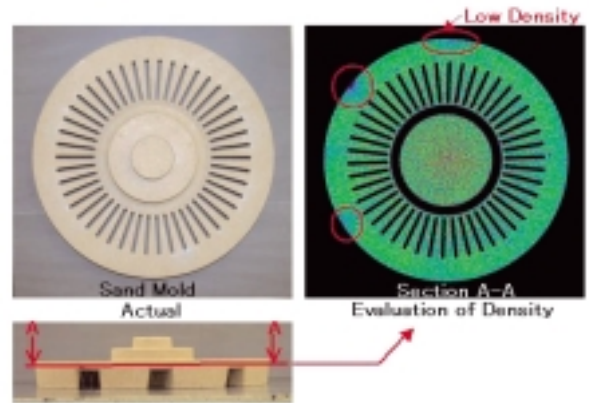 Low Density
Sand Mold
Actual
Section A-A
Evaluation of Density
A A